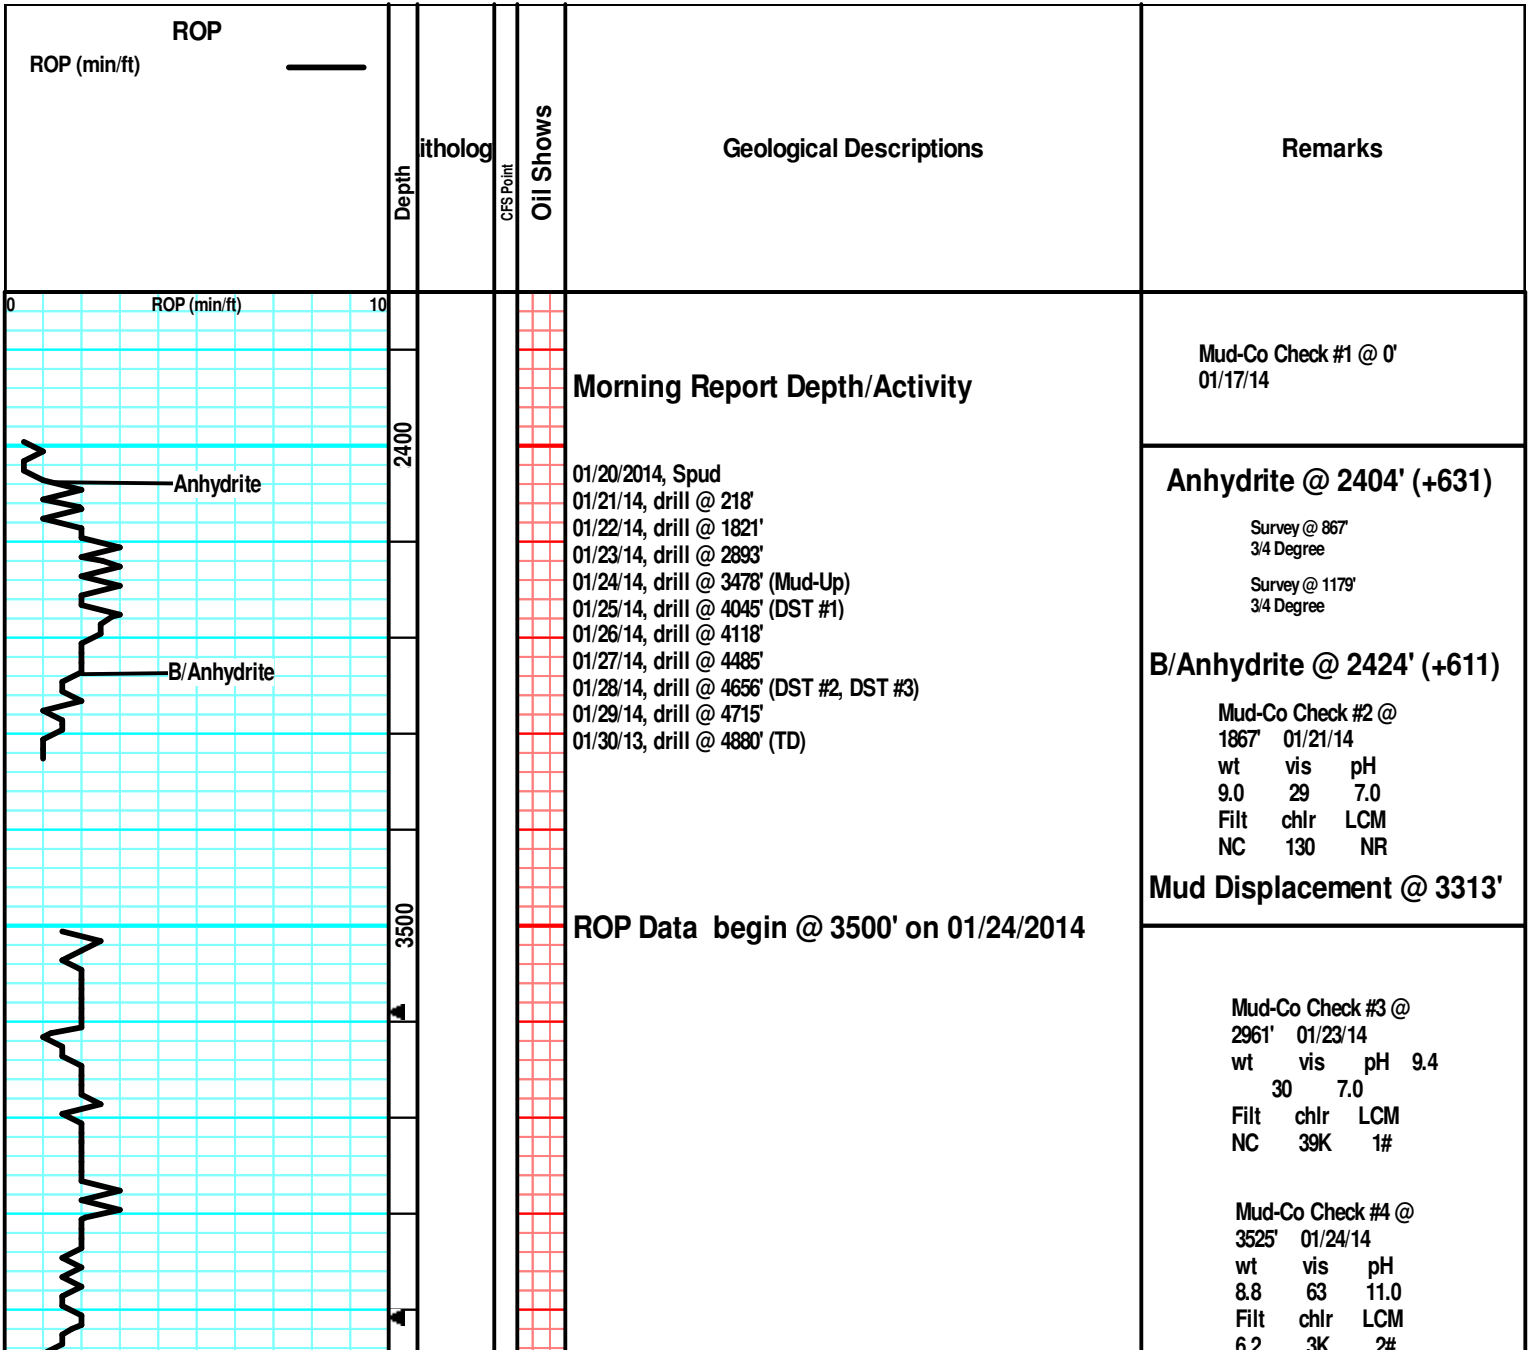 ROP
ROP (min/ft)
Depth
itholog
CFS Point
Oil Shows
Geological Descriptions
Remarks
0 ROP (min/ft) 10
Mud-Co Check #1 @ 0'
01/17/14
Morning Report Depth/Activity
2400
Anhydrite
01/20/2014, Spud
01/21/14, drill @ 218'
01/22/14, drill @ 1821'
01/23/14, drill @ 2893'
01/24/14, drill @ 3478' (Mud-Up)
01/25/14, drill @ 4045' (DST #1)
01/26/14, drill @ 4118'
01/27/14, drill @ 4485'
01/28/14, drill @ 4656' (DST #2, DST #3)
01/29/14, drill @ 4715'
01/30/13, drill @ 4880' (TD)
Anhydrite @ 2404' (+631)
Survey @ 867'
3/4 Degree
Survey @ 1179'
3/4 Degree
B/Anhydrite
B/Anhydrite @ 2424' (+611)
Mud-Co Check #2 @
1867' 01/21/14
wt vis pH
9.0 29 7.0
Filt chlr LCM
NC 130 NR
Mud Displacement @ 3313'
3500
ROP Data begin @ 3500' on 01/24/2014
Mud-Co Check #3 @
2961' 01/23/14
wt vis pH 9.4
30 7.0
Filt chlr LCM
NC 39K 1#
Mud-Co Check #4 @
3525' 01/24/14
wt vis pH
8.8 63 11.0
Filt chlr LCM
6.2 3K 2#